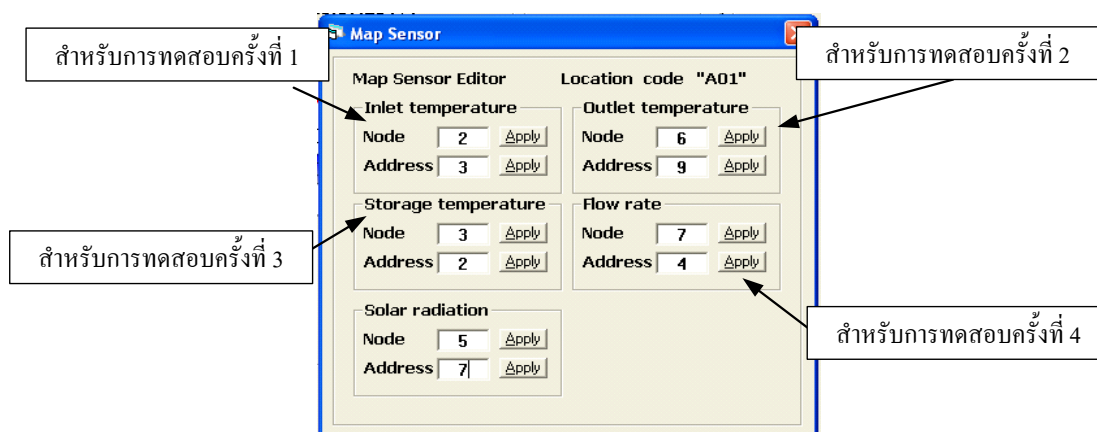 Map Sensor
สำหรับการทดสอบครั้งที่ 1
สำหรับการทดสอบครั้งที่ 2
Map Sensor Editor Location code "A01"
Inlet temperature Outlet temperature
Node 2 Apply Node 6 Apply
Address 3 Apply Address 9 Apply
Storage temperature Flow rate
Node 3 Apply Node 7 Apply
สำหรับการทดสอบครั้งที่ 3
Address 2 Apply Address 4 Apply
Solar radiation
สำหรับการทดสอบครั้งที่ 4
Node 5 Apply
Address 7 Apply